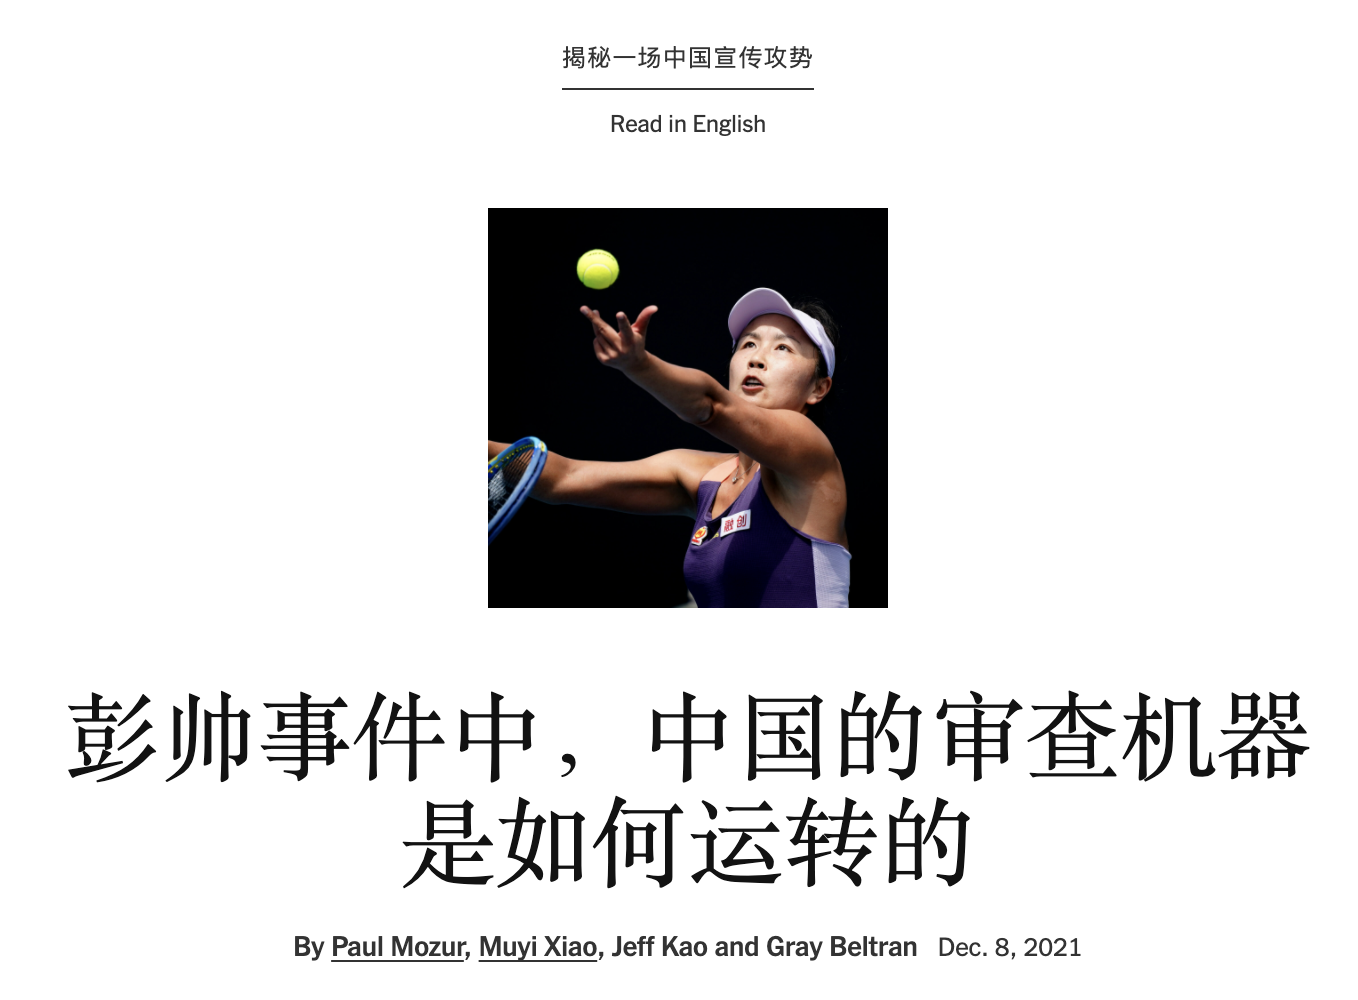 揭秘一场中国宣传攻势
Read in English
融创
彭帅事件中，中国的审查机器
是如何运转的
By Paul Mozur, Muyi Xiao, Jeff Kao and Gray Beltran Dec. 8, 2021